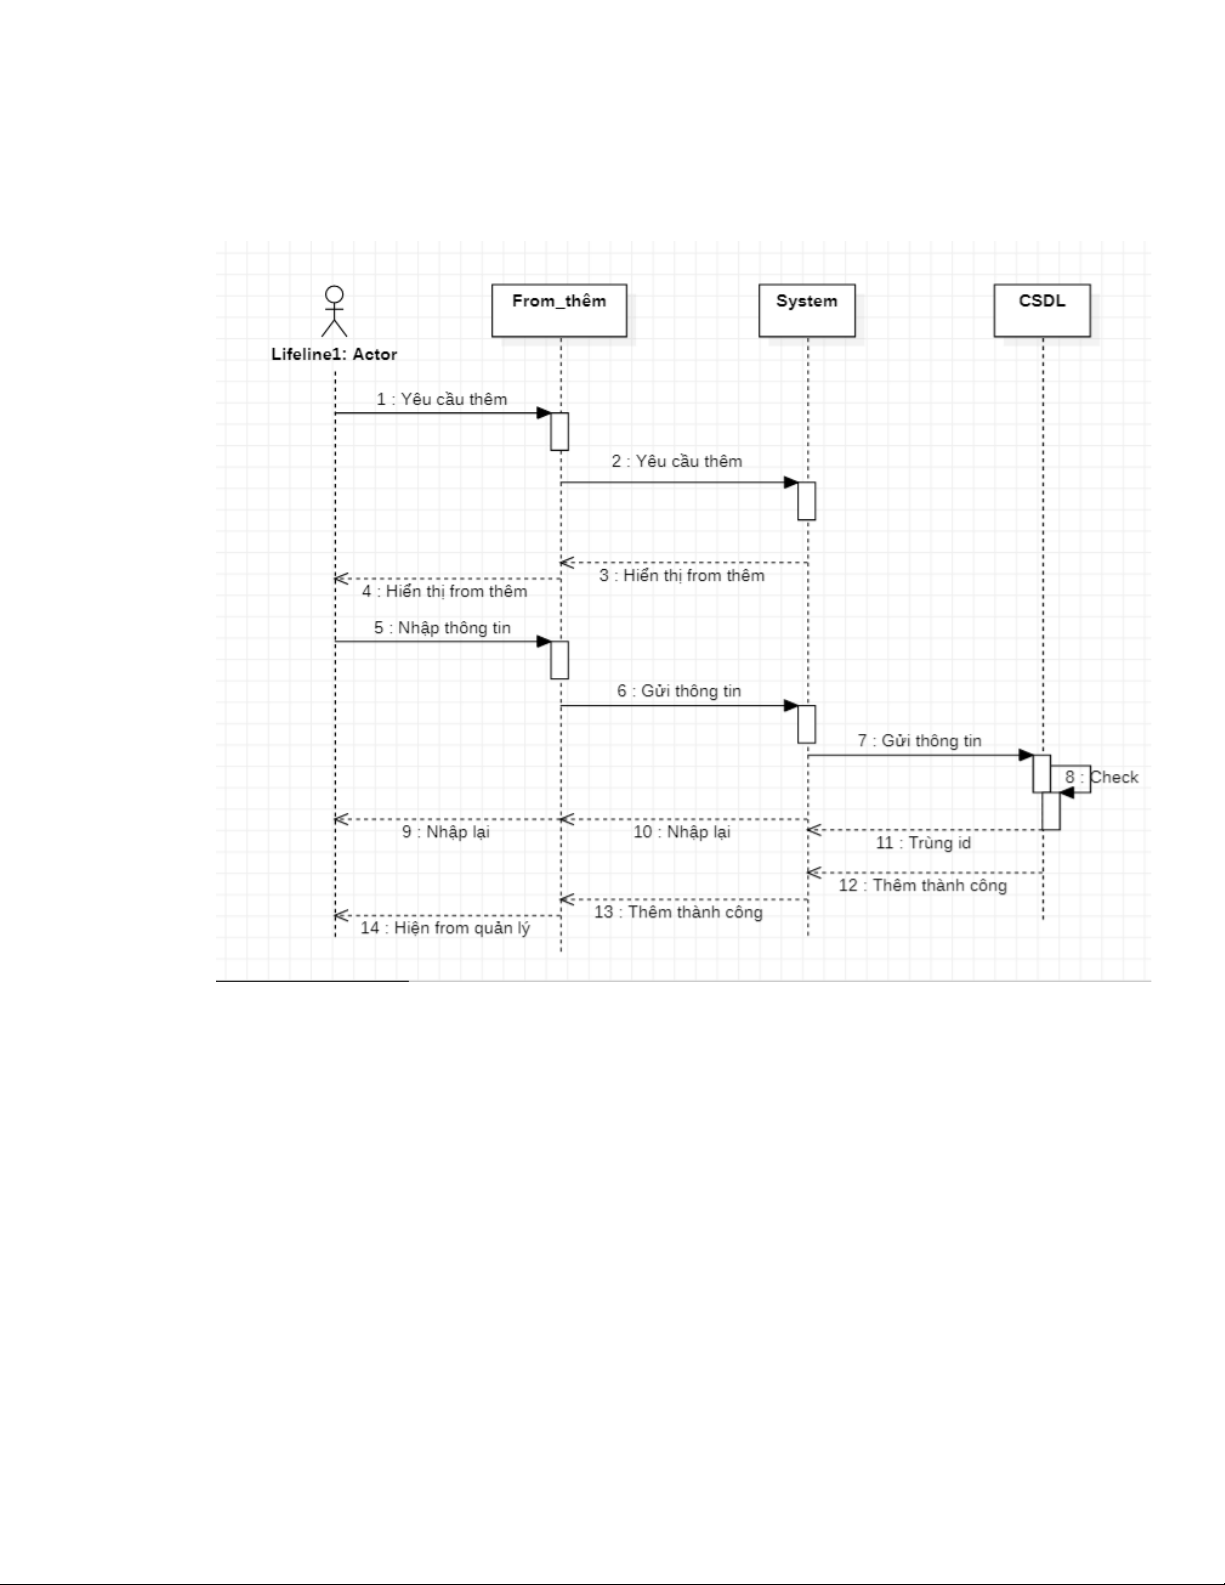 From_thêm
System
CSDL
Lifeline1: Actor
1 : Yêu cầu thêm
2 : Yêu cầu thêm
3 : Hiển thị from thêm
4 : Hiển thị from thêm
5 : Nhập thông tin
6 : Gửi thông tin
7 : Gửi thông tin
8 : Check
9 : Nhập lại
10 : Nhập lại
11 : Trùng id
12 : Thêm thành công
13 : Thêm thành công
14 : Hiện from quản lý